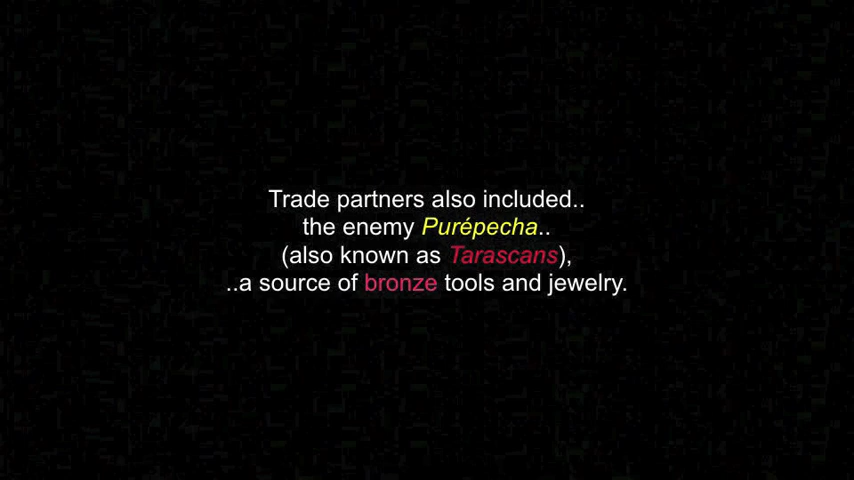 Trade partners also included..
the enemy Purépecha..
(also known as Tarascans),
..a source of bronze tools and jewelry.